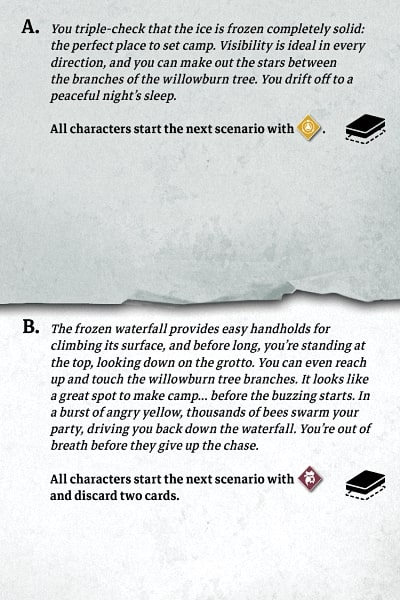 A. You triple-check that the ice is frozen completely solid:
the perfect place to set camp. Visibility is ideal in every
direction, and you can make out the stars between
the branches of the willowburn tree. You drift off to a
peaceful night's sleep.
All characters start the next scenario with .
B. The frozen waterfall provides easy handholds for
climbing its surface, and before long, you're standing at
the top, looking down on the grotto. You can even reach
up and touch the willowburn tree branches. It looks like
a great spot to make camp... before the buzzing starts. In
a burst of angry yellow, thousands of bees swarm your
party, driving you back down the waterfall. You're out of
breath before they give up the chase.
All characters start the next scenario with
and discard two cards.